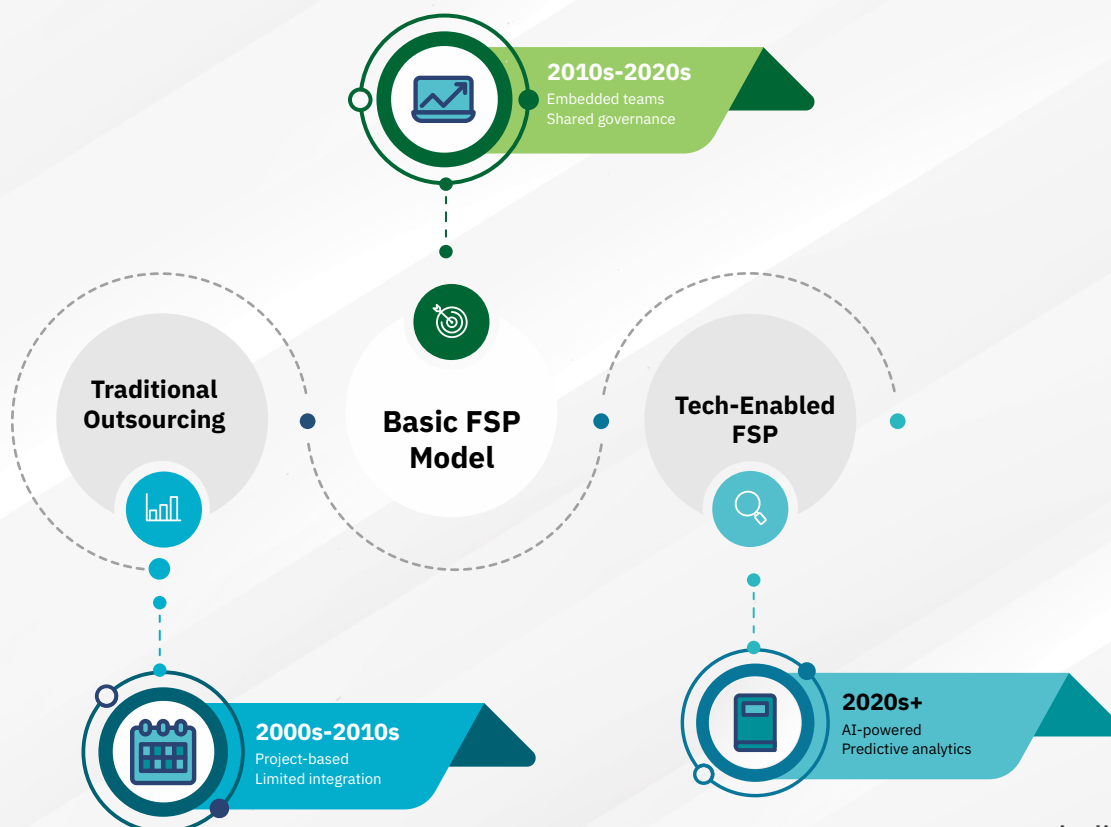 2010s-2020s
Embedded teams
Shared governance
Traditional
Outsourcing
Basic FSP
Model
Tech-Enabled
FSP
2000s-2010s
Project-based
Limited integration
2020s+
AI-powered
Predictive analytics